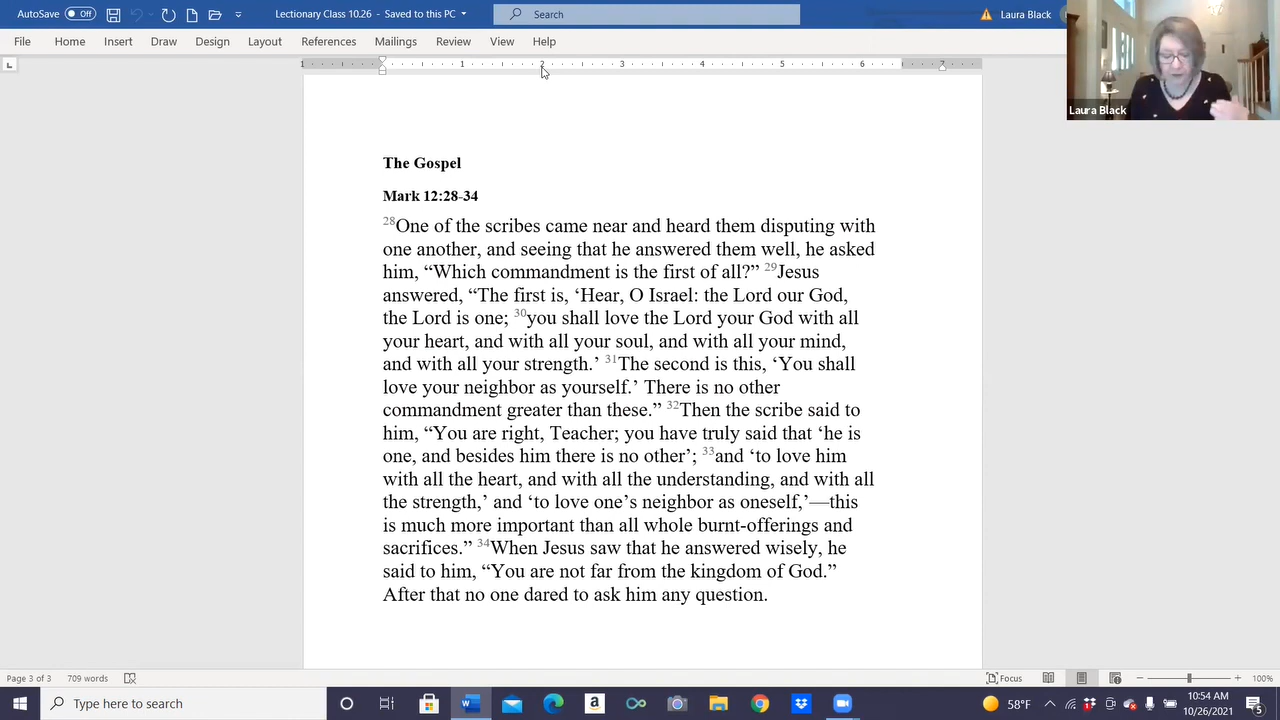 AutoSave Off Lectionary Class 10.26 - Saved to this PC Search Laura Black
File Home Insert Draw Design Layout References Mailings Review View Help
1 1 2 3 4 5 6 7
Laura Black
The Gospel
Mark 12:28-34
28One of the scribes came near and heard them disputing with
one another, and seeing that he answered them well, he asked
him, “Which commandment is the first of all?” 29Jesus
answered, “The first is, ‘Hear, O Israel: the Lord our God,
the Lord is one; 30you shall love the Lord your God with all
your heart, and with all your soul, and with all your mind,
and with all your strength.’ 31The second is this, ‘You shall
love your neighbor as yourself.’ There is no other
commandment greater than these.” 32Then the scribe said to
him, “You are right, Teacher; you have truly said that ‘he is
one, and besides him there is no other’; 33and ‘to love him
with all the heart, and with all the understanding, and with all
the strength,’ and ‘to love one’s neighbor as oneself,’—this
is much more important than all whole burnt-offerings and
sacrifices.” 34When Jesus saw that he answered wisely, he
said to him, “You are not far from the kingdom of God.”
After that no one dared to ask him any question.
Page 3 of 3 709 words Focus 100%
Type here to search 58°F 10:54 AM
10/26/2021 5